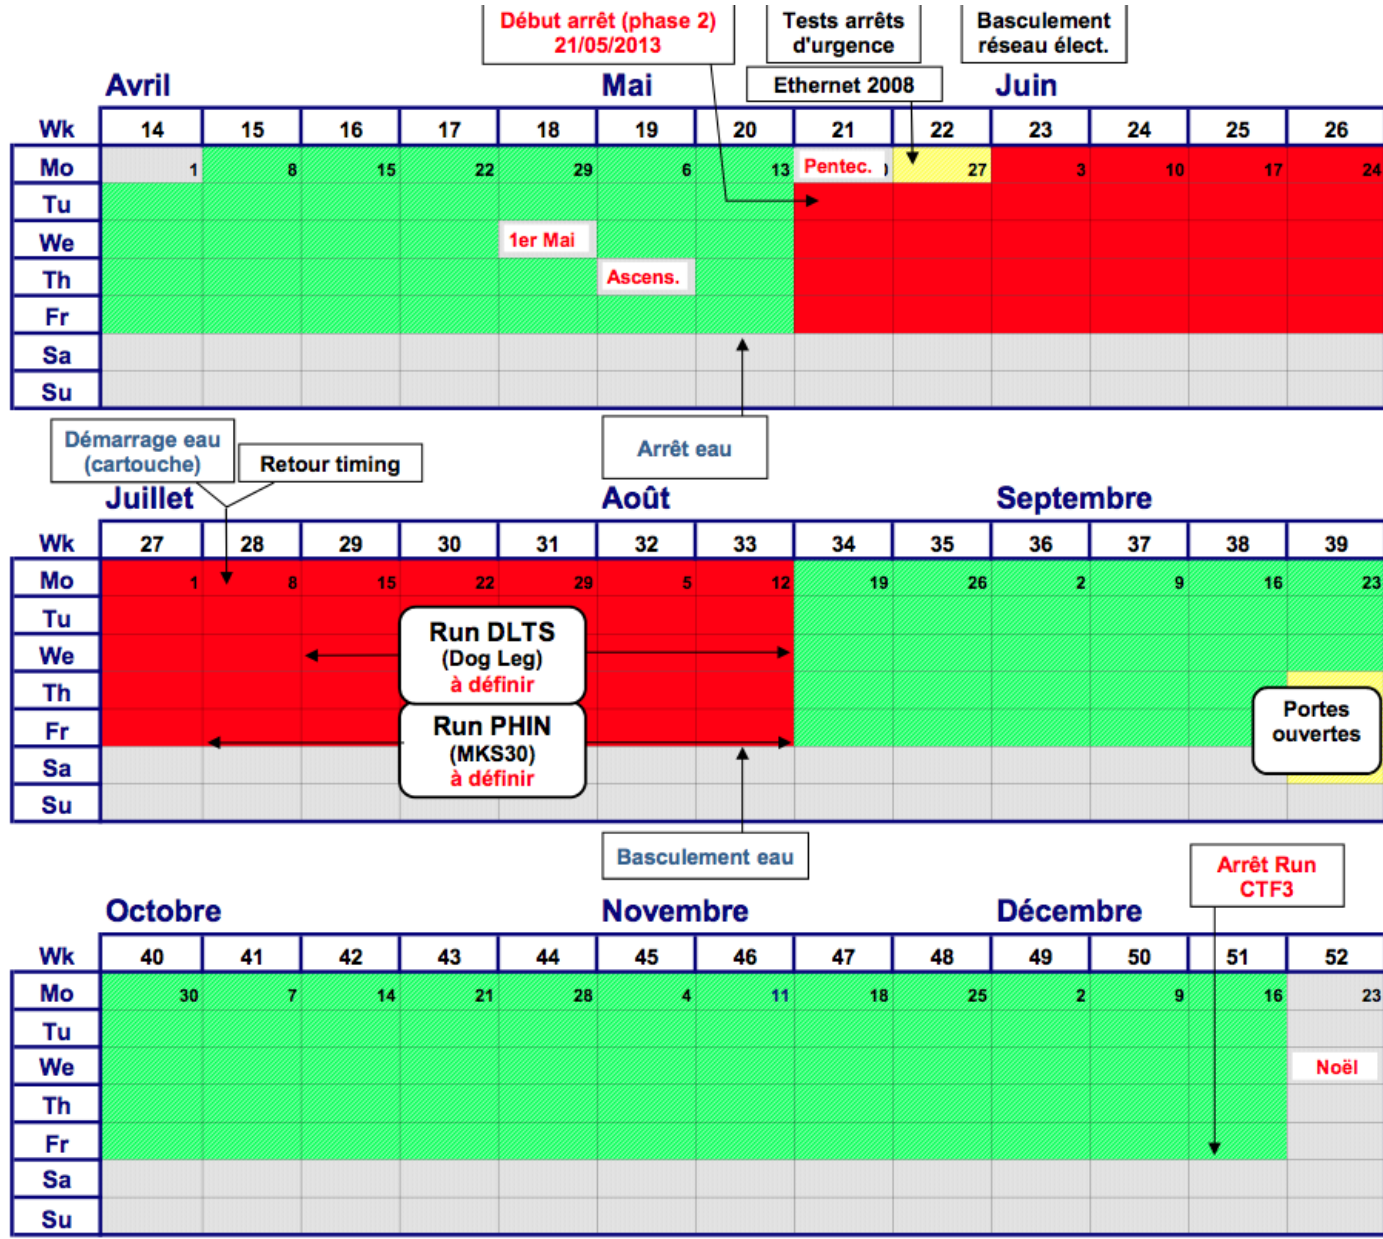 Début arrêt (phase 2)
21/05/2013
Tests arrêts
d'urgence
Basculement
réseau élect.
Ethernet 2008
Avril Mai Juin
Wk 14 15 16 17 18 19 20 21 22 23 24 25 26
Mo 1 8 15 22 29 6 13 Pentec. 27 3 10 17 24
Tu
We 1er Mai
Th Ascens.
Fr
Sa
Su
Démarrage eau
(cartouche)
Retour timing
Arrêt eau
Juillet Août Septembre
Wk 27 28 29 30 31 32 33 34 35 36 37 38 39
Mo 1 8 15 22 29 5 12 19 26 2 9 16 23
Tu
We
Th
Fr
Sa
Su
Run DLTS
(Dog Leg)
à définir
Run PHIN
(MKS30)
à définir
Portes
ouvertes
Basculement eau
Arrêt Run
CTF3
Octobre Novembre Décembre
Wk 40 41 42 43 44 45 46 47 48 49 50 51 52
Mo 30 7 14 21 28 4 11 18 25 2 9 16 23
Tu
We Noël
Th
Fr
Sa
Su